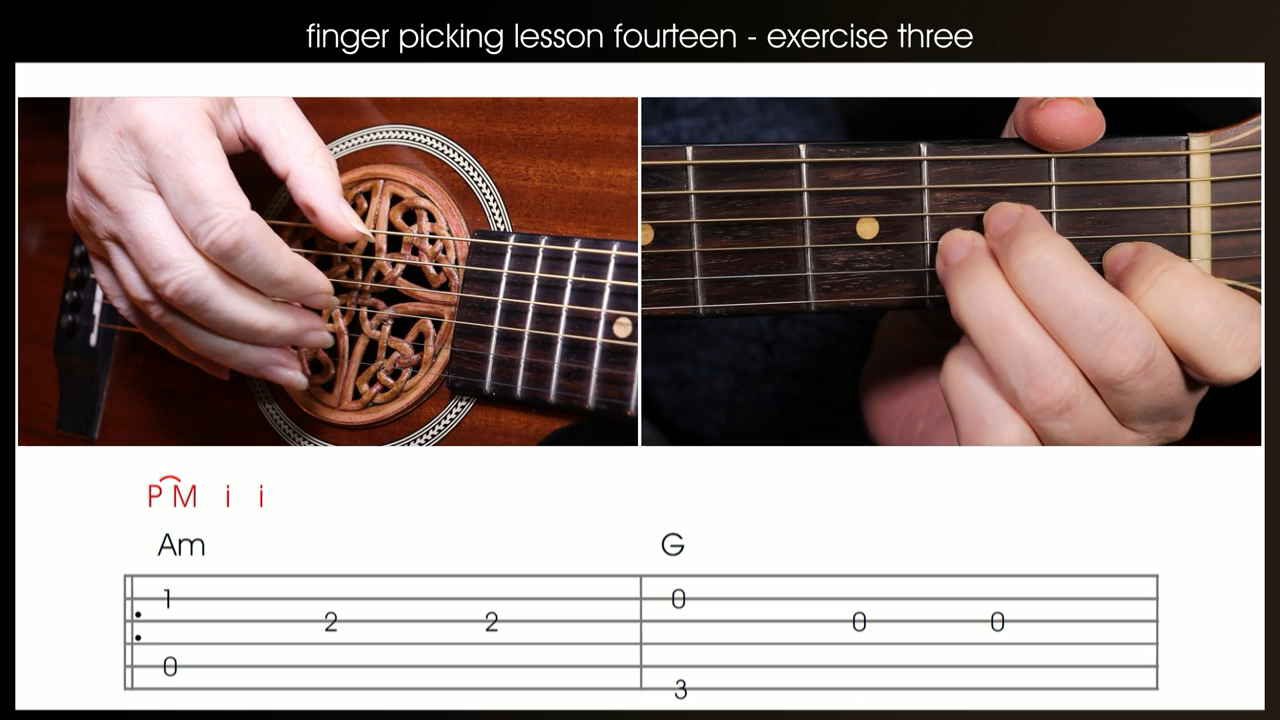 finger picking lesson fourteen - exercise three
P M i i
Am G
1 0
2 2 0 0
0
3